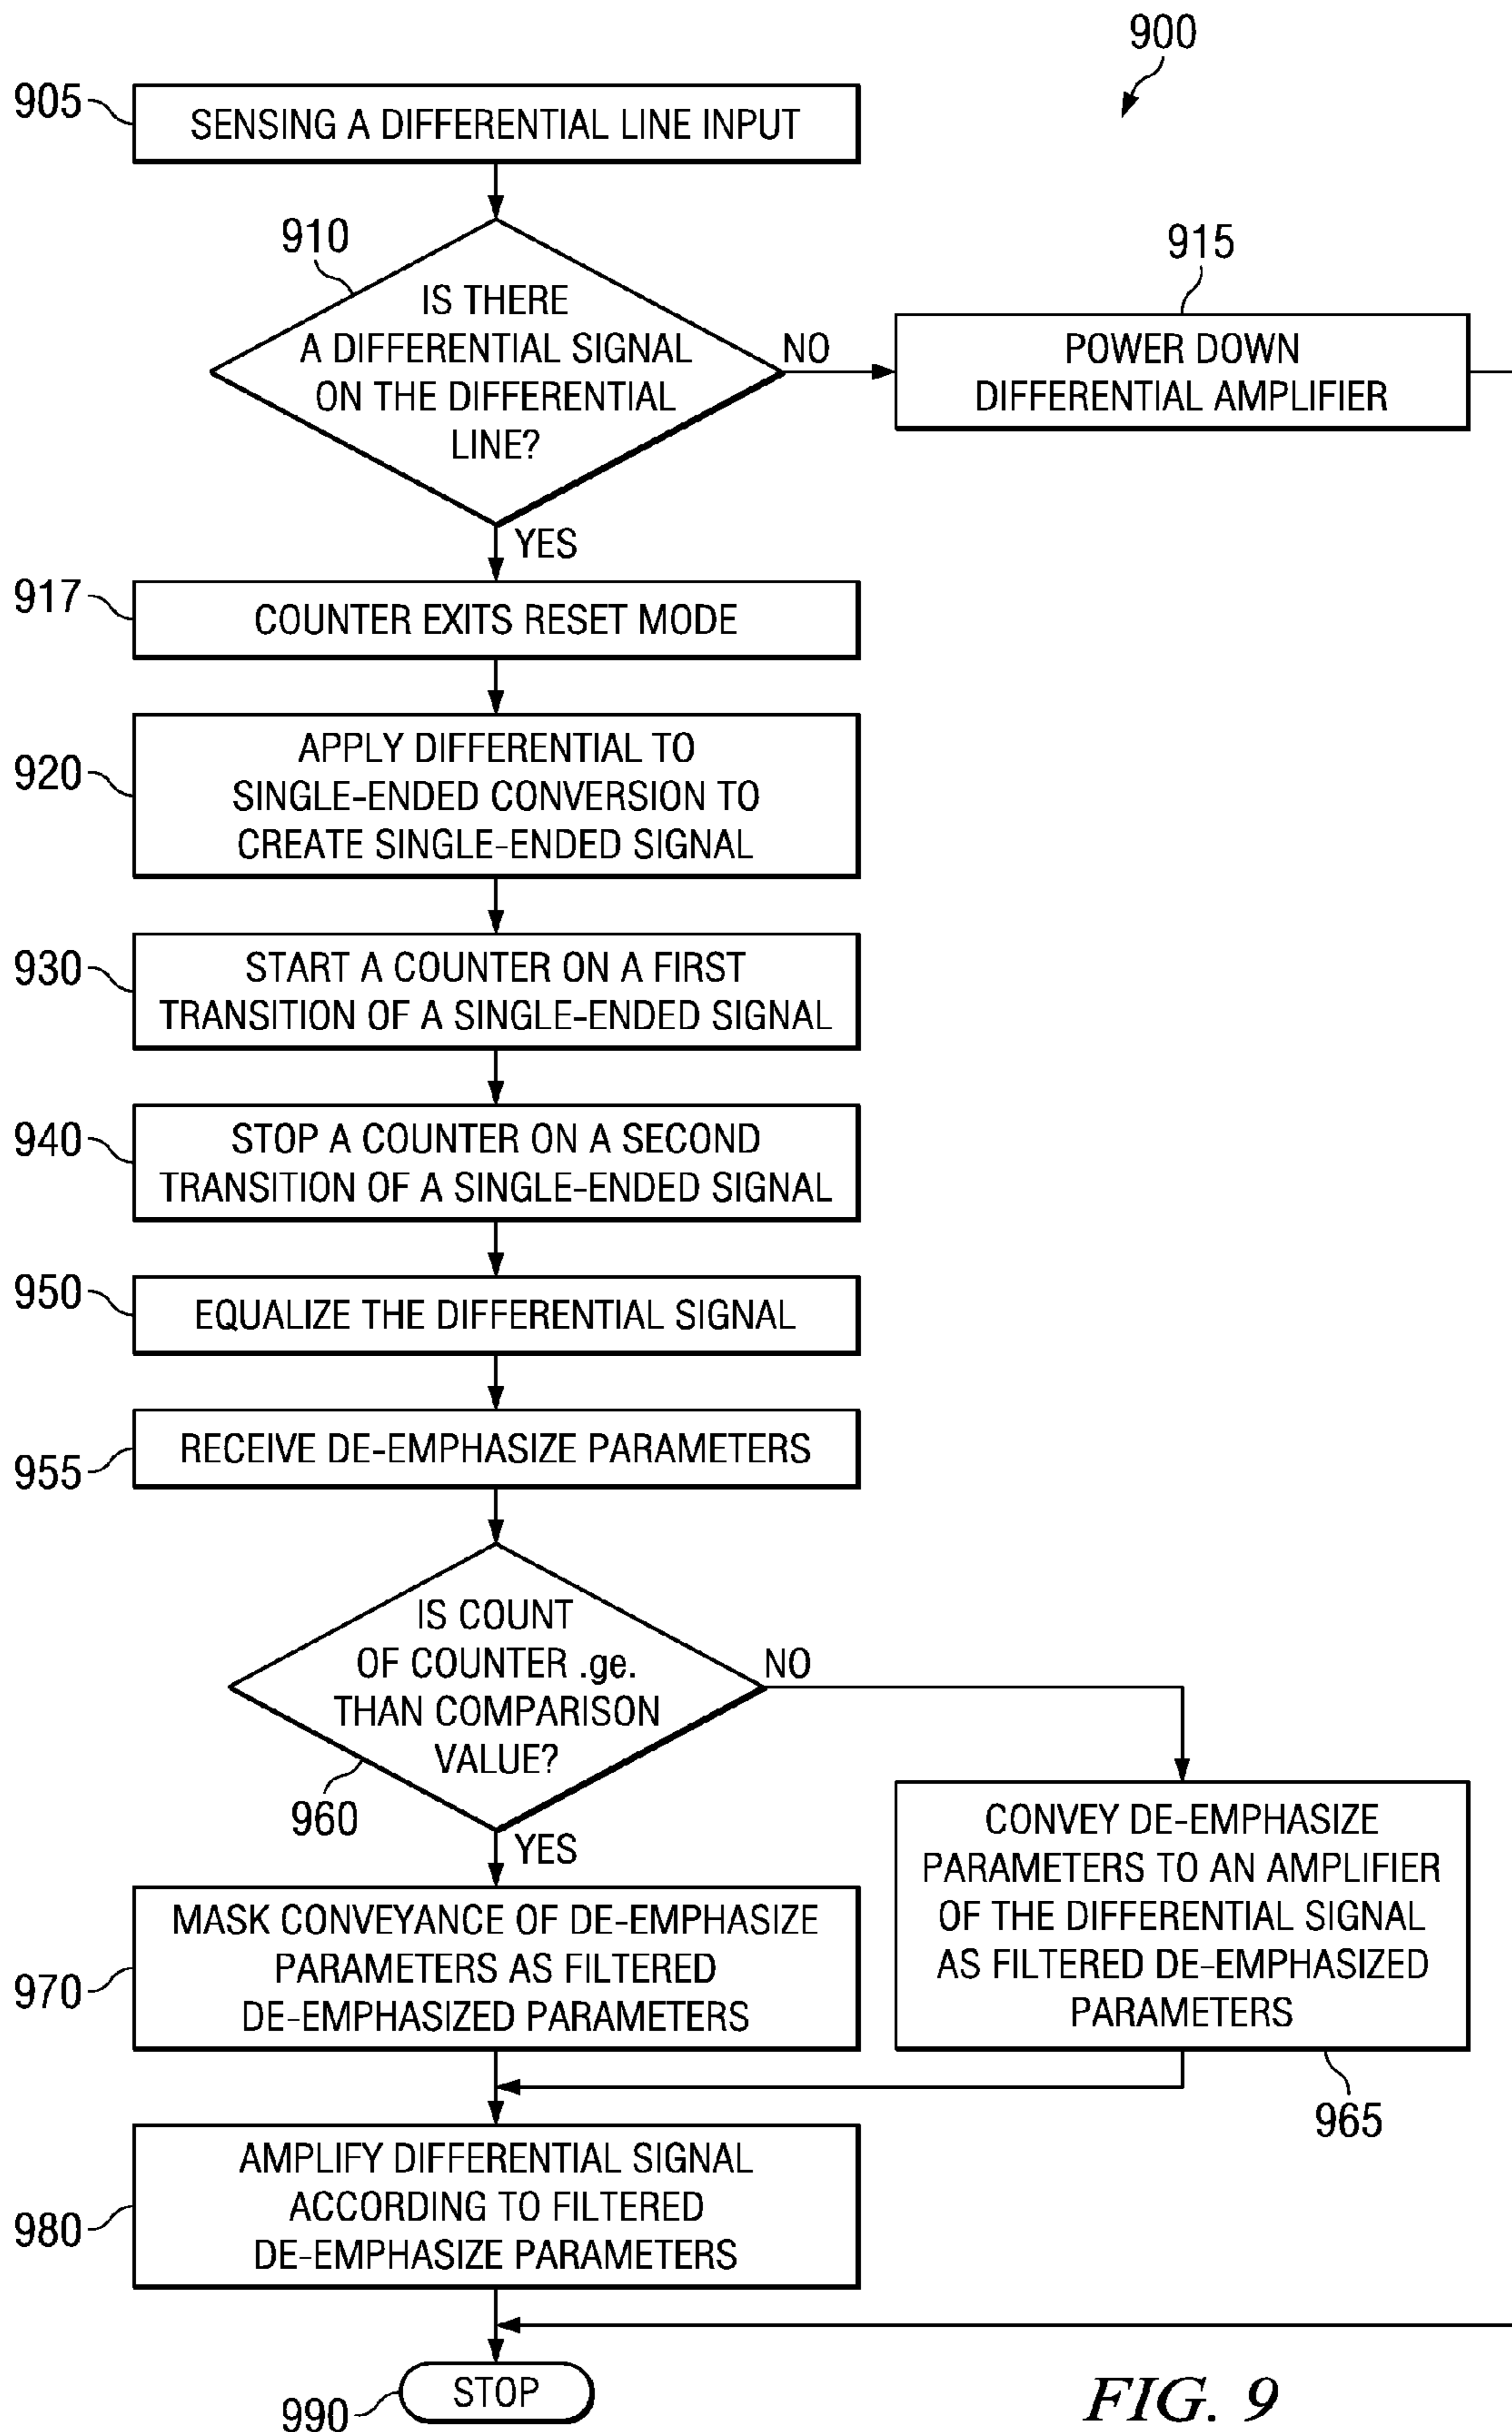 900
905
SENSING A DIFFERENTIAL LINE INPUT
910
IS THERE
A DIFFERENTIAL SIGNAL
ON THE DIFFERENTIAL
LINE?
NO
915
POWER DOWN
DIFFERENTIAL AMPLIFIER
YES
917
COUNTER EXITS RESET MODE
920
APPLY DIFFERENTIAL TO
SINGLE-ENDED CONVERSION TO
CREATE SINGLE-ENDED SIGNAL
930
START A COUNTER ON A FIRST
TRANSITION OF A SINGLE-ENDED SIGNAL
940
STOP A COUNTER ON A SECOND
TRANSITION OF A SINGLE-ENDED SIGNAL
950
EQUALIZE THE DIFFERENTIAL SIGNAL
955
RECEIVE DE-EMPHASIZE PARAMETERS
IS COUNT
OF COUNTER .ge.
THAN COMPARISON
VALUE?
960
NO
YES
CONVEY DE-EMPHASIZE
PARAMETERS TO AN AMPLIFIER
OF THE DIFFERENTIAL SIGNAL
AS FILTERED DE-EMPHASIZED
PARAMETERS
965
970
MASK CONVEYANCE OF DE-EMPHASIZE
PARAMETERS AS FILTERED
DE-EMPHASIZED PARAMETERS
980
AMPLIFY DIFFERENTIAL SIGNAL
ACCORDING TO FILTERED
DE-EMPHASIZE PARAMETERS
990
STOP
FIG. 9